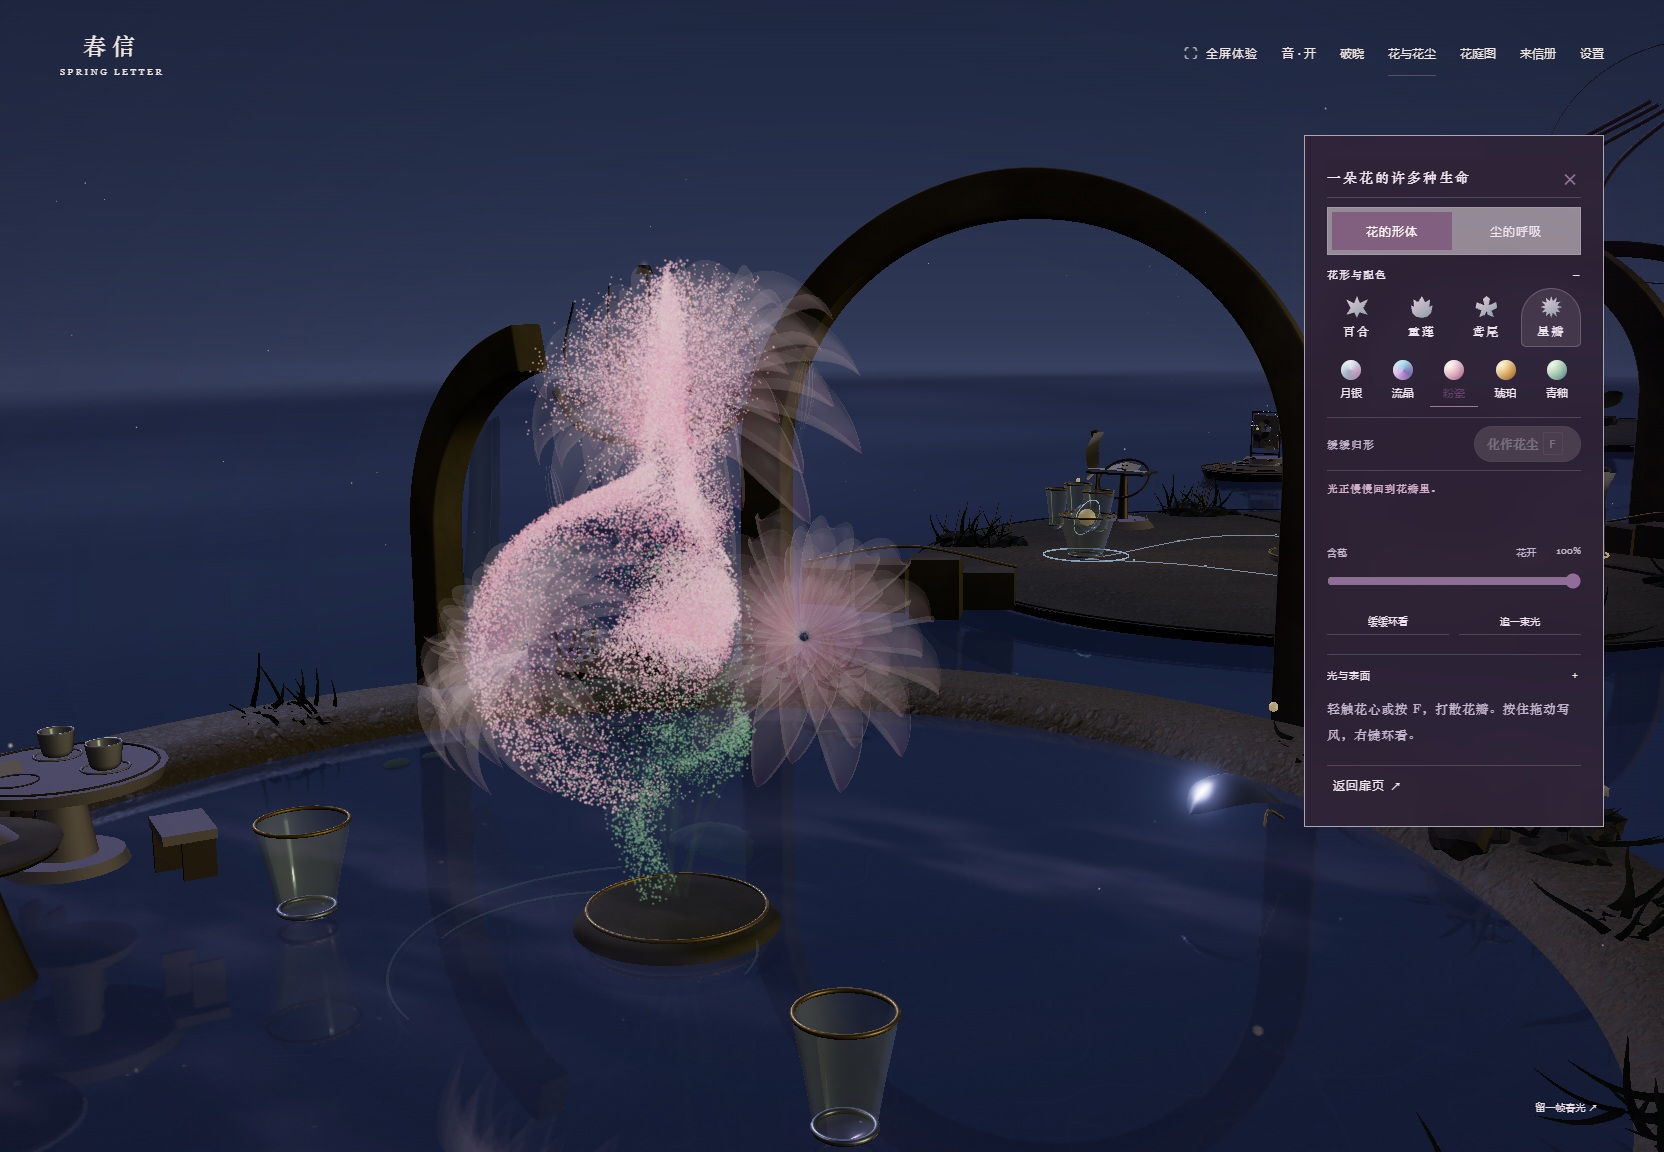 春信
SPRING LETTER
全屏体验 音·开 破晓 花与花尘 花庭图 来信册 设置
一朵花的许多种生命
花的形体 尘的呼吸
花形与配色
百合 重莲 鸢尾 星瓣
月银 流晶 粉瓷 琥珀 青釉
缓缓归形 化作花尘 F
光正慢慢回到花瓣里。
含苞 花开 100%
缓缓环看 追一束光
光与表面 +
轻触花心或按 F，打散花瓣。按住拖动写
风，右键环看。
返回扉页 ↗
留一帧春光 ↗